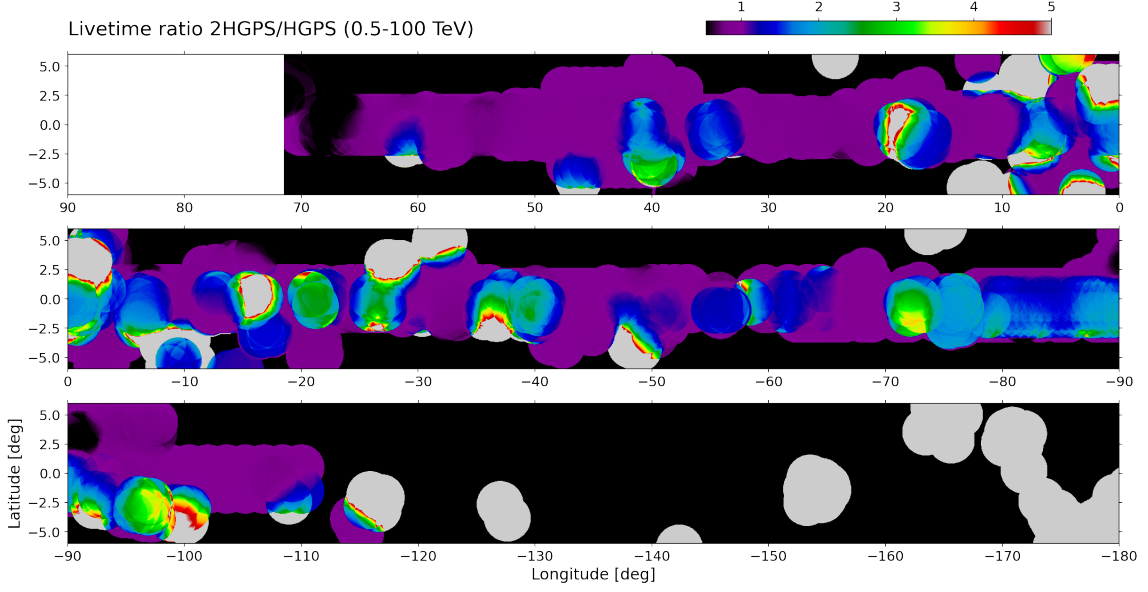 Livetime ratio 2HGPS/HGPS (0.5-100 TeV)
1 2 3 4 5
5.0
2.5
0.0
−2.5
−5.0
90 80 70 60 50 40 30 20 10 0
5.0
2.5
0.0
−2.5
−5.0
0 −10 −20 −30 −40 −50 −60 −70 −80 −90
Latitude [deg]
5.0
2.5
0.0
−2.5
−5.0
−90 −100 −110 −120 −130 −140 −150 −160 −170 −180
Longitude [deg]